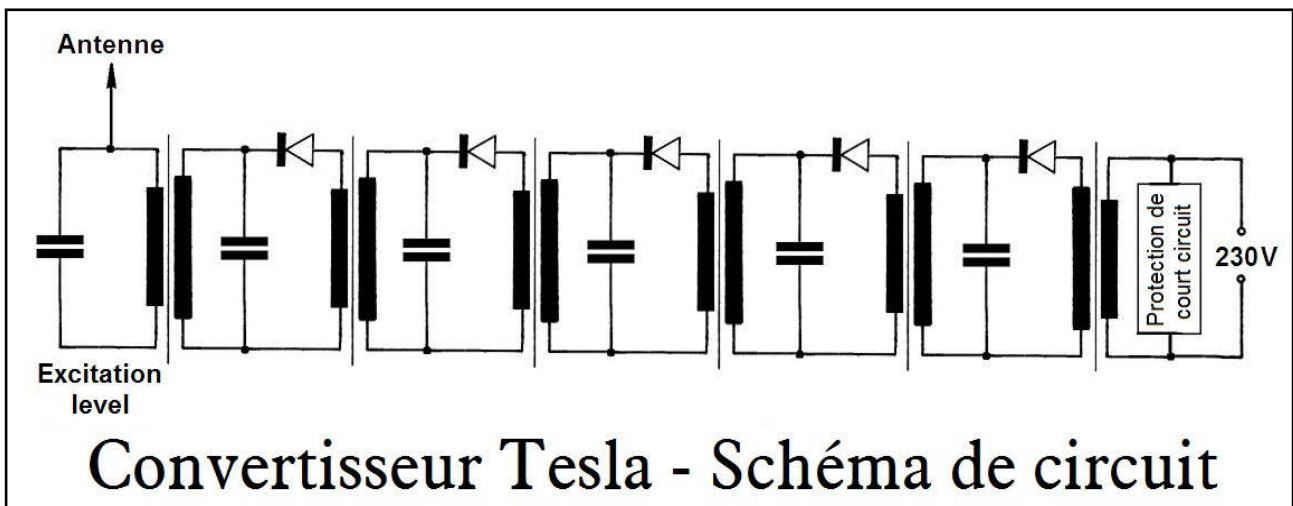 Antenne
Excitation
level
Protection de
court circuit
230V
Convertisseur Tesla - Schéma de circuit